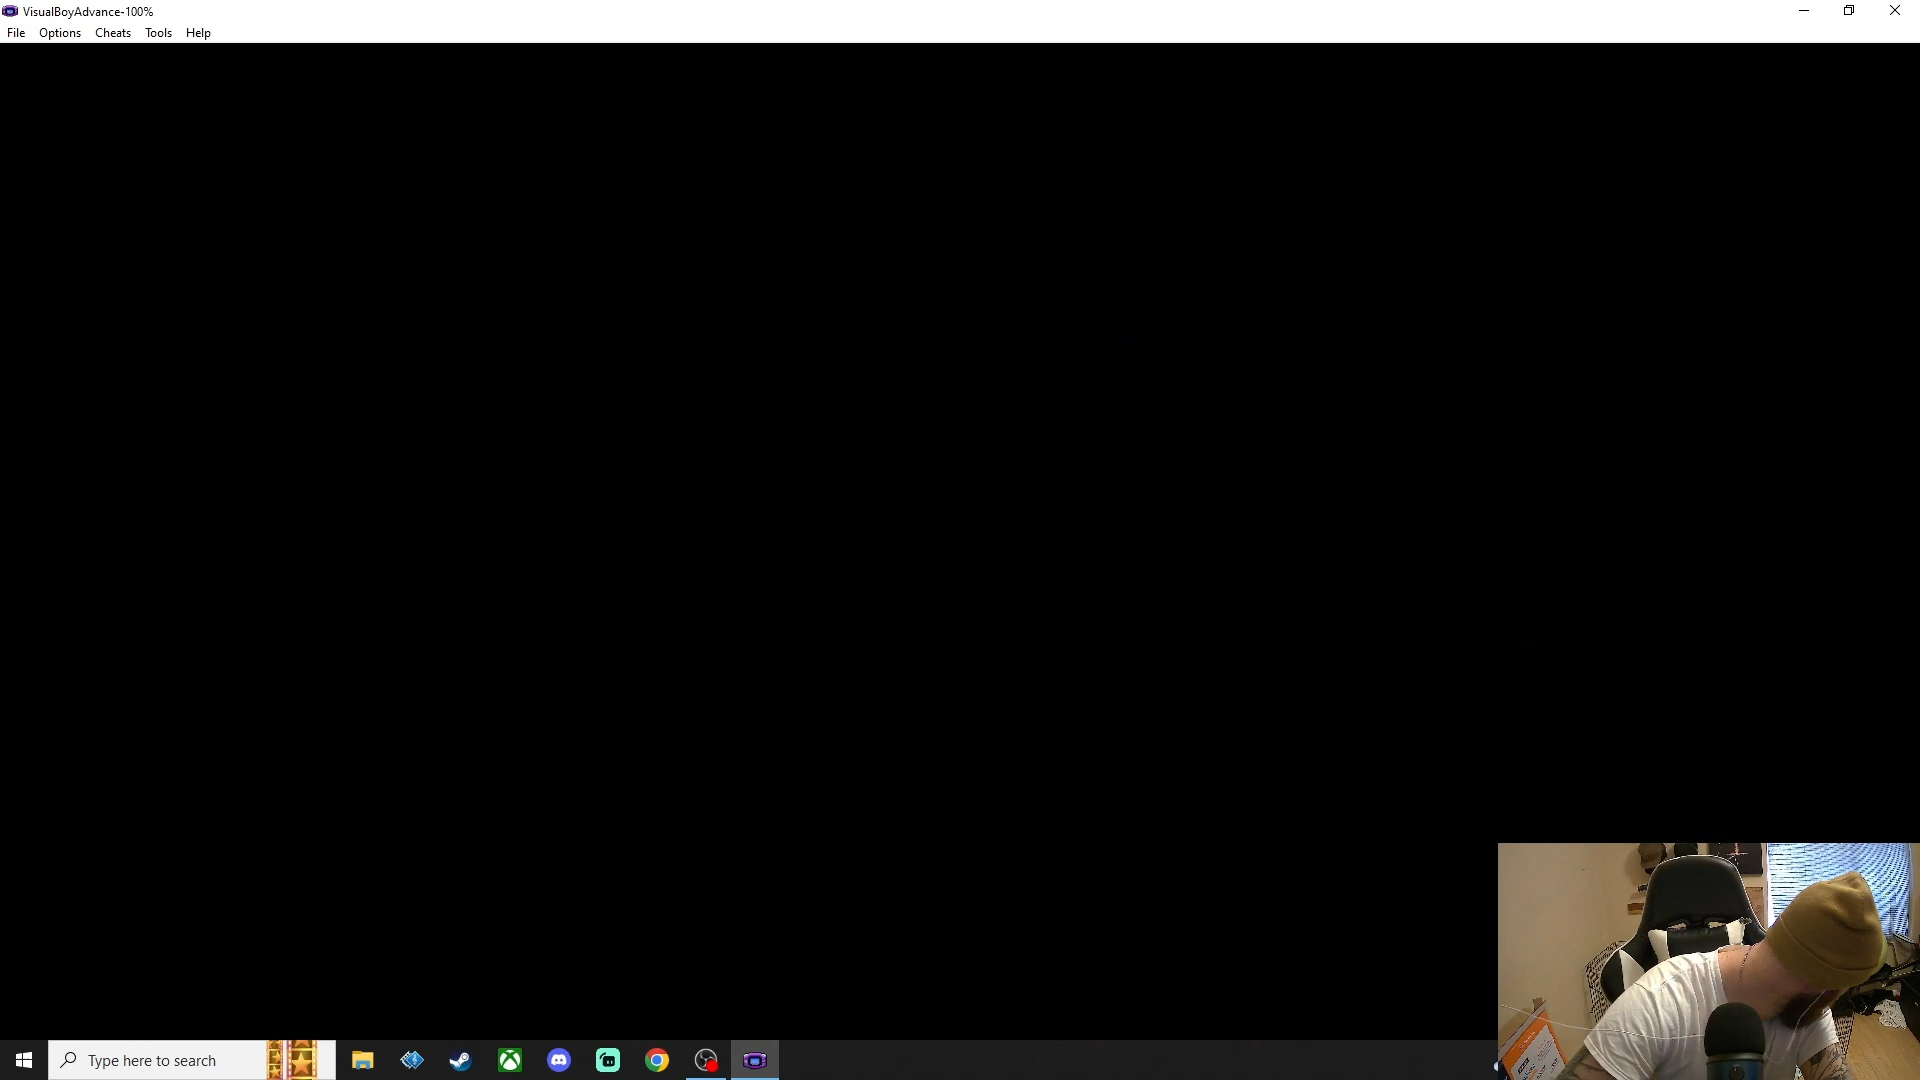 VisualBoyAdvance-100%
File Options Cheats Tools Help
Type here to search